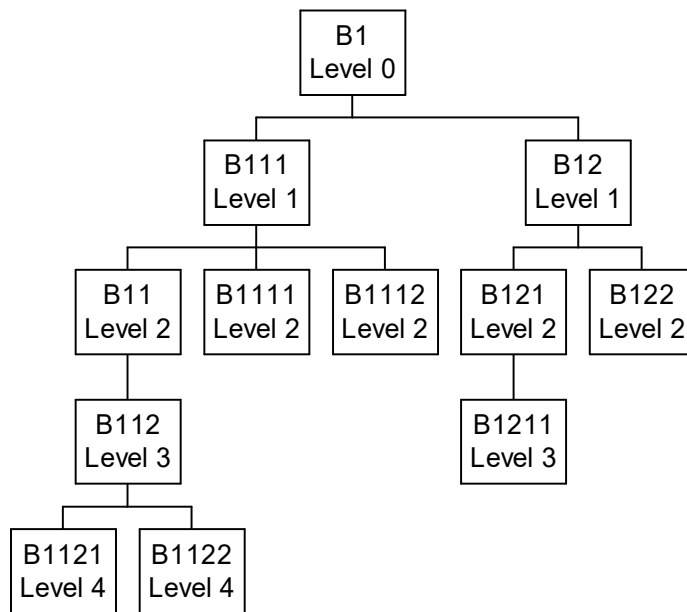 B1
Level 0
B111
Level 1
B12
Level 1
B11
Level 2
B1111
Level 2
B1112
Level 2
B121
Level 2
B122
Level 2
B112
Level 3
B1211
Level 3
B1121
Level 4
B1122
Level 4